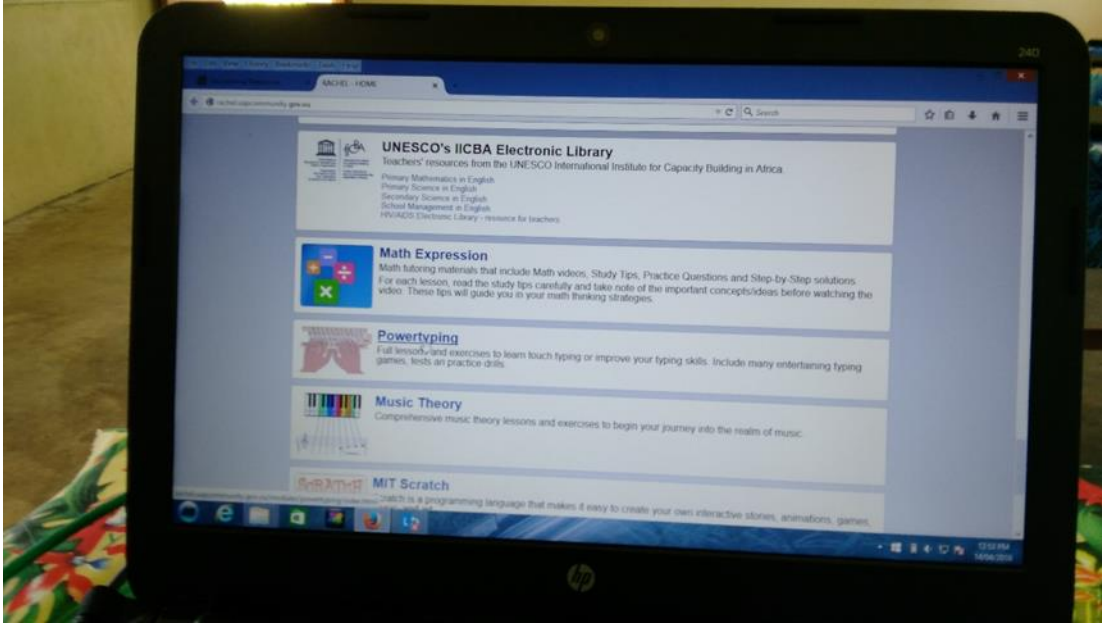 240
RACHEL - HOME
Search
UNESCO's IICBA Electronic Library
Teachers' resources from the UNESCO International Institute for Capacity Building in Africa.
Primary Mathematics in English
Primary Science in English
Secondary Science in English
School Management in English
HIV/AIDS Electronic Library - resource for teachers
Math Expression
Math tutoring materials that include Math videos, Study Tips, Practice Questions and Step-by-Step solutions.
For each lesson, read the study tips carefully and take note of the important concepts/ideas before watching the
video. These tips will guide you in your math thinking strategies.
Powertyping
Full lessons and exercises to learn touch typing or improve your typing skills. Include many entertaining typing
games, tests an practice drills.
Music Theory
Comprehensive music theory lessons and exercises to begin your journey into the realm of music.
SCRATCH
MIT Scratch
Scratch is a programming language that makes it easy to create your own interactive stories, animations, games,
12:53 PM
hp